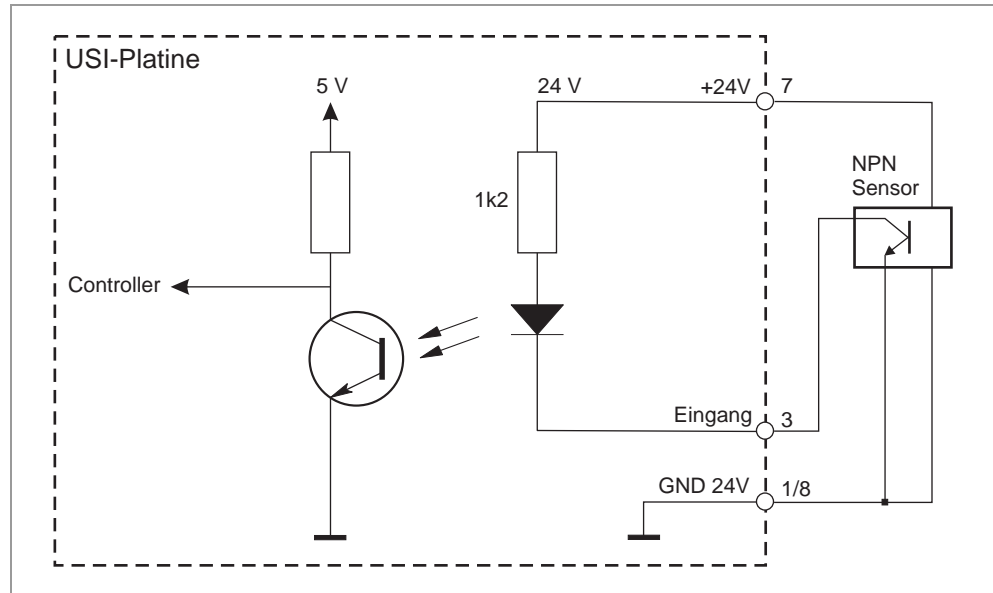 USI-Platine
5 V
24 V
+24V
7
NPN
Sensor
1k2
Controller
Eingang
3
GND 24V
1/8